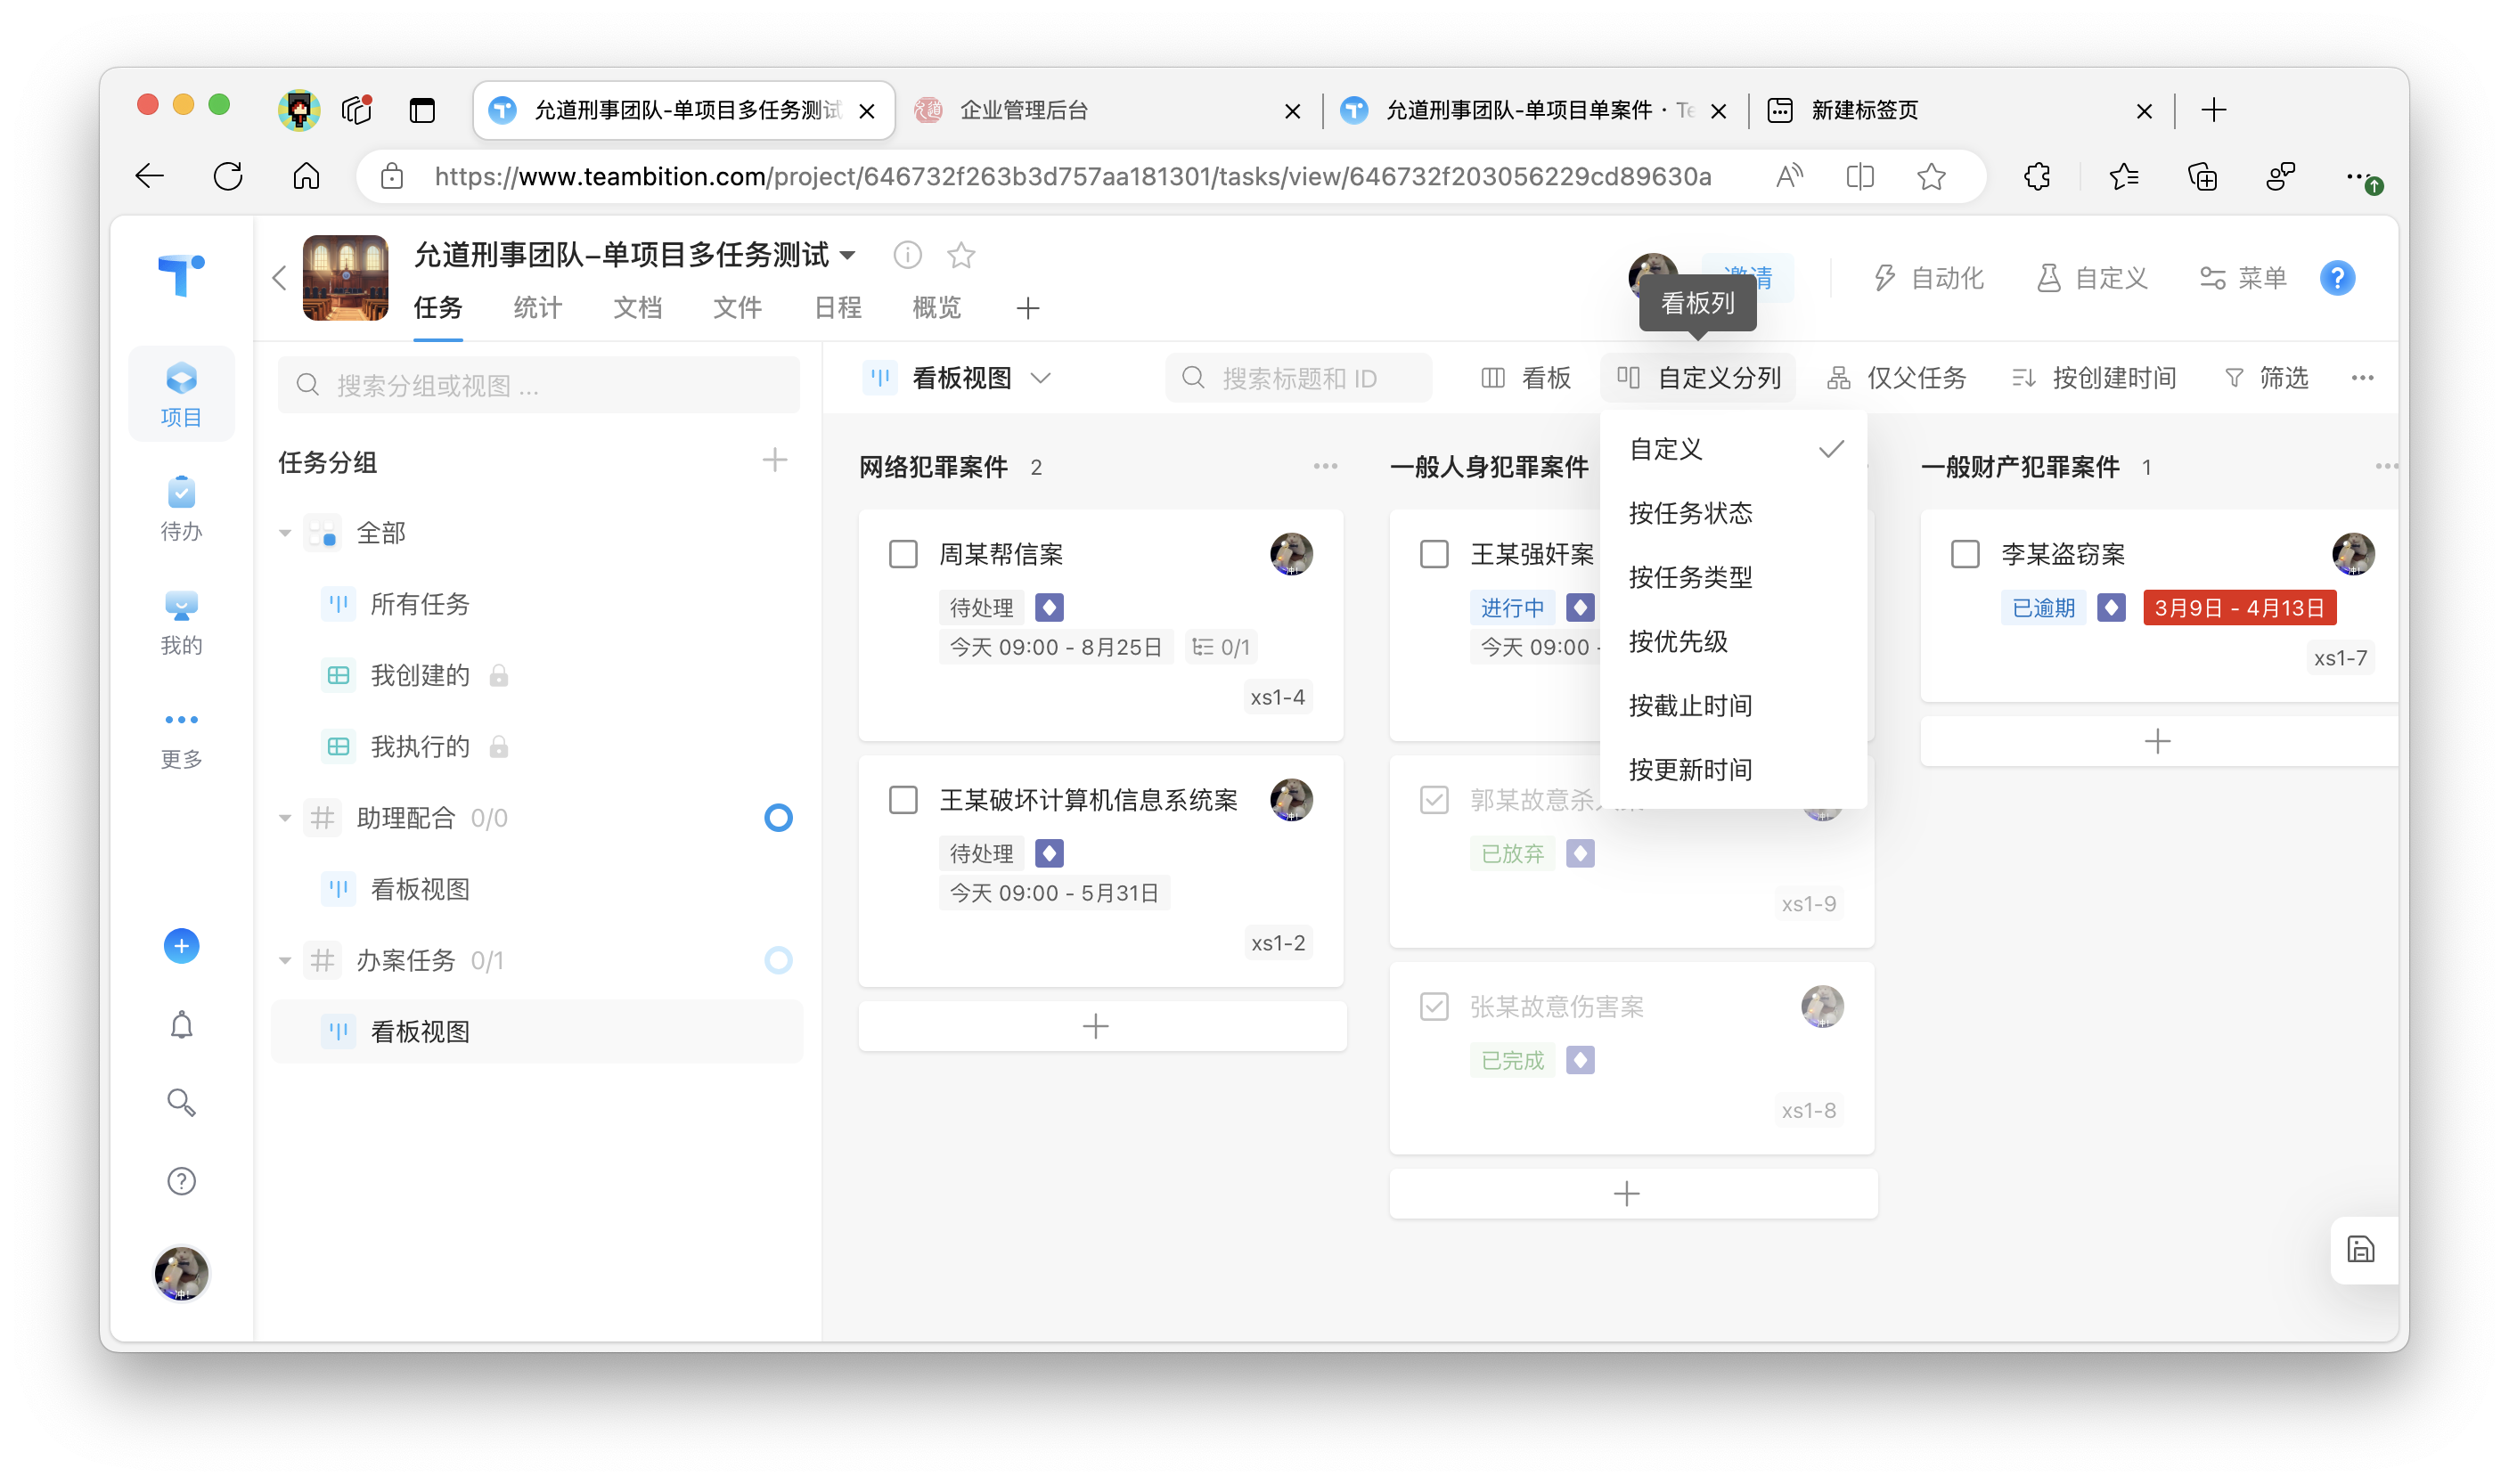 允道刑事团队-单项目多任务测试
企业管理后台
允道刑事团队-单项目单案件 · Te
新建标签页
https://www.teambition.com/project/646732f263b3d757aa181301/tasks/view/646732f203056229cd89630a
允道刑事团队-单项目多任务测试
任务
统计
文档
文件
日程
概览
看板列
自动化
自定义
菜单
项目
待办
我的
更多
搜索分组或视图 ...
任务分组
全部
所有任务
我创建的
我执行的
助理配合 0/0
看板视图
办案任务 0/1
看板视图
看板视图
搜索标题和 ID
看板
自定义分列
仅父任务
按创建时间
筛选
自定义
按任务状态
按任务类型
按优先级
按截止时间
按更新时间
网络犯罪案件 2
周某帮信案
待处理
今天 09:00 - 8月25日
0/1
xs1-4
王某破坏计算机信息系统案
待处理
今天 09:00 - 5月31日
xs1-2
一般人身犯罪案件
王某强奸案
进行中
今天 09:00 -
郭某故意杀
已放弃
xs1-9
张某故意伤害案
已完成
xs1-8
一般财产犯罪案件 1
李某盗窃案
已逾期
3月9日 - 4月13日
xs1-7